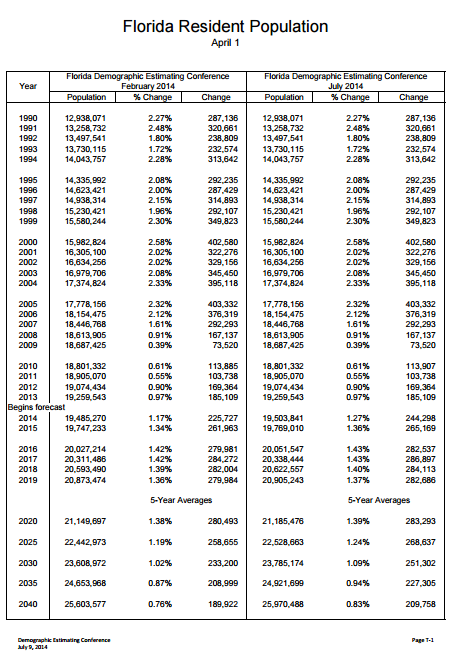 Florida Resident Population
April 1
Year Florida Demographic Estimating Conference February 2014 Florida Demographic Estimating Conference July 2014
Population % Change Change Population % Change Change
1990 12,938,071 2.27% 287,136 12,938,071 2.27% 287,136
1991 13,258,732 2.48% 320,661 13,258,732 2.48% 320,661
1992 13,497,541 1.80% 238,809 13,497,541 1.80% 238,809
1993 13,730,115 1.72% 232,574 13,730,115 1.72% 232,574
1994 14,043,757 2.28% 313,642 14,043,757 2.28% 313,642
1995 14,335,992 2.08% 292,235 14,335,992 2.08% 292,235
1996 14,623,421 2.00% 287,429 14,623,421 2.00% 287,429
1997 14,938,314 2.15% 314,893 14,938,314 2.15% 314,893
1998 15,230,421 1.96% 292,107 15,230,421 1.96% 292,107
1999 15,580,244 2.30% 349,823 15,580,244 2.30% 349,823
2000 15,982,824 2.58% 402,580 15,982,824 2.58% 402,580
2001 16,305,100 2.02% 322,276 16,305,100 2.02% 322,276
2002 16,634,256 2.02% 329,156 16,634,256 2.02% 329,156
2003 16,979,706 2.08% 345,450 16,979,706 2.08% 345,450
2004 17,374,824 2.33% 395,118 17,374,824 2.33% 395,118
2005 17,778,156 2.32% 403,332 17,778,156 2.32% 403,332
2006 18,154,475 2.12% 376,319 18,154,475 2.12% 376,319
2007 18,446,768 1.61% 292,293 18,446,768 1.61% 292,293
2008 18,613,905 0.91% 167,137 18,613,905 0.91% 167,137
2009 18,687,425 0.39% 73,520 18,687,425 0.39% 73,520
2010 18,801,332 0.61% 113,885 18,801,332 0.61% 113,907
2011 18,905,070 0.55% 103,738 18,905,070 0.55% 103,738
2012 19,074,434 0.90% 169,364 19,074,434 0.90% 169,364
2013 19,259,543 0.97% 185,109 19,259,543 0.97% 185,109
Begins forecast
2014 19,485,270 1.17% 225,727 19,503,841 1.27% 244,298
2015 19,747,233 1.34% 261,963 19,769,010 1.36% 265,169
2016 20,027,214 1.42% 279,981 20,051,547 1.43% 282,537
2017 20,311,486 1.42% 284,272 20,338,444 1.43% 286,897
2018 20,593,490 1.39% 282,004 20,622,557 1.40% 284,113
2019 20,873,474 1.36% 279,984 20,905,243 1.37% 282,686
5-Year Averages 5-Year Averages
2020 21,149,697 1.38% 280,493 21,185,476 1.39% 283,293
2025 22,442,973 1.19% 258,655 22,528,663 1.24% 268,637
2030 23,608,972 1.02% 233,200 23,785,174 1.09% 251,302
2035 24,653,968 0.87% 208,999 24,921,699 0.94% 227,305
2040 25,603,577 0.76% 189,922 25,970,488 0.83% 209,758
Demographic Estimating Conference Page T-1
July 9, 2014